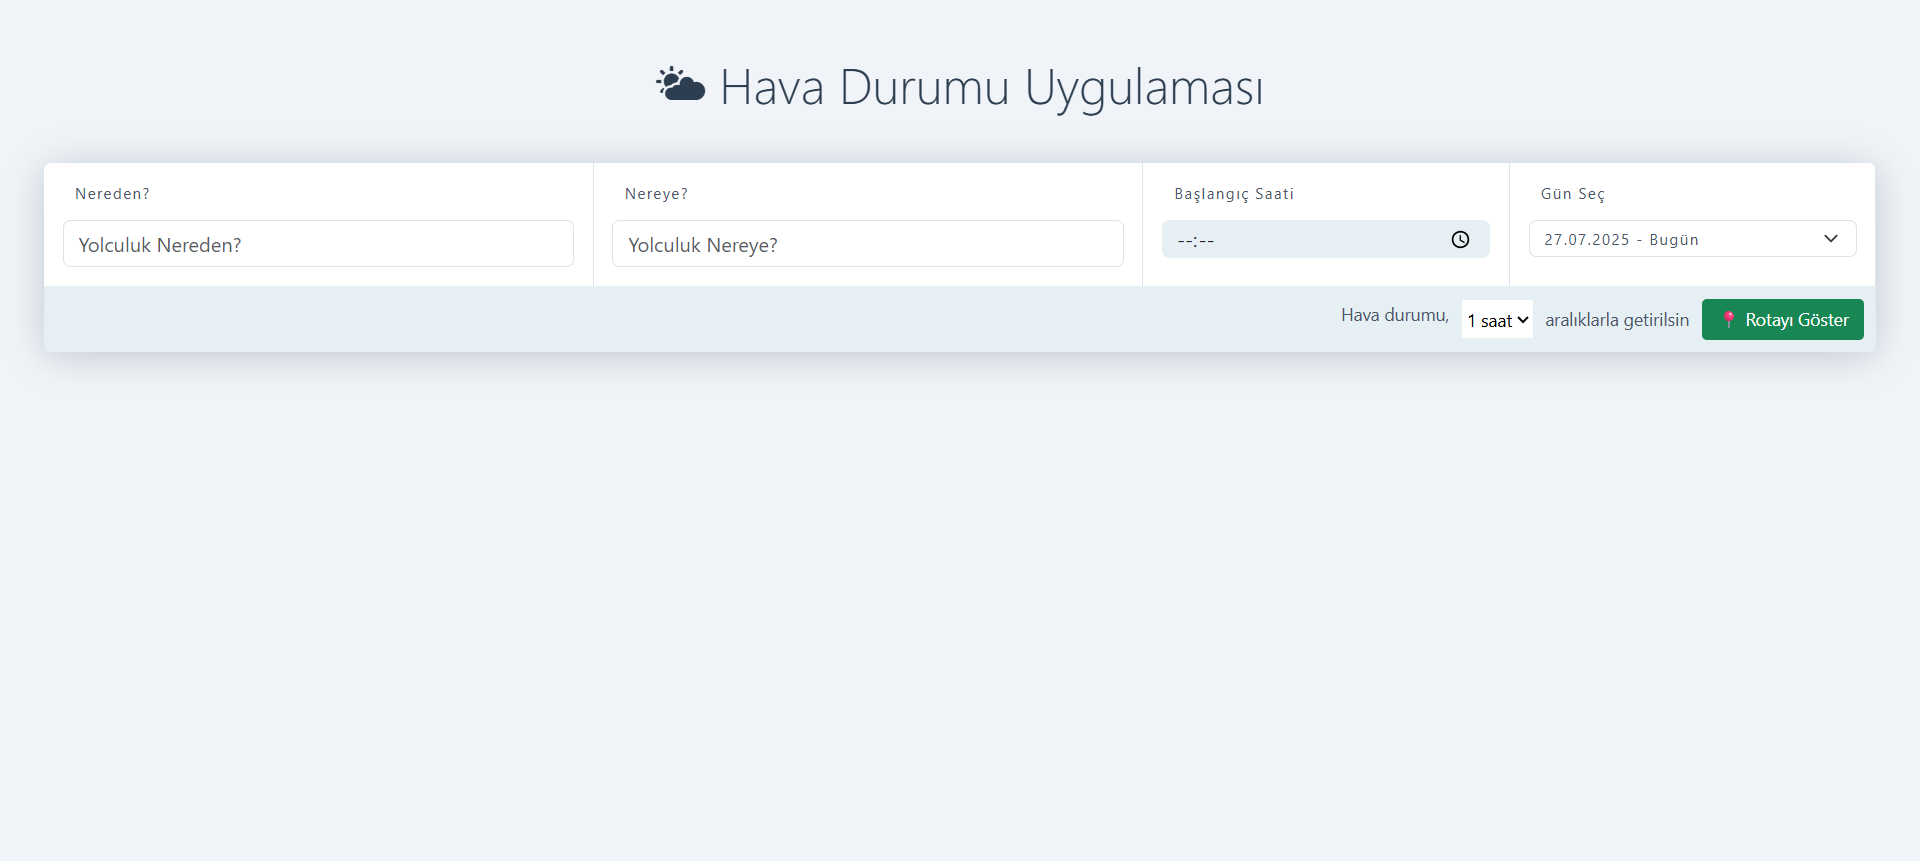 Hava Durumu Uygulaması
Nereden?
Yolculuk Nereden?
Nereye?
Yolculuk Nereye?
Başlangıç Saati
--:--
Gün Seç
27.07.2025 - Bugün
Hava durumu, 1 saat aralıklarla getirilsin Rotayı Göster